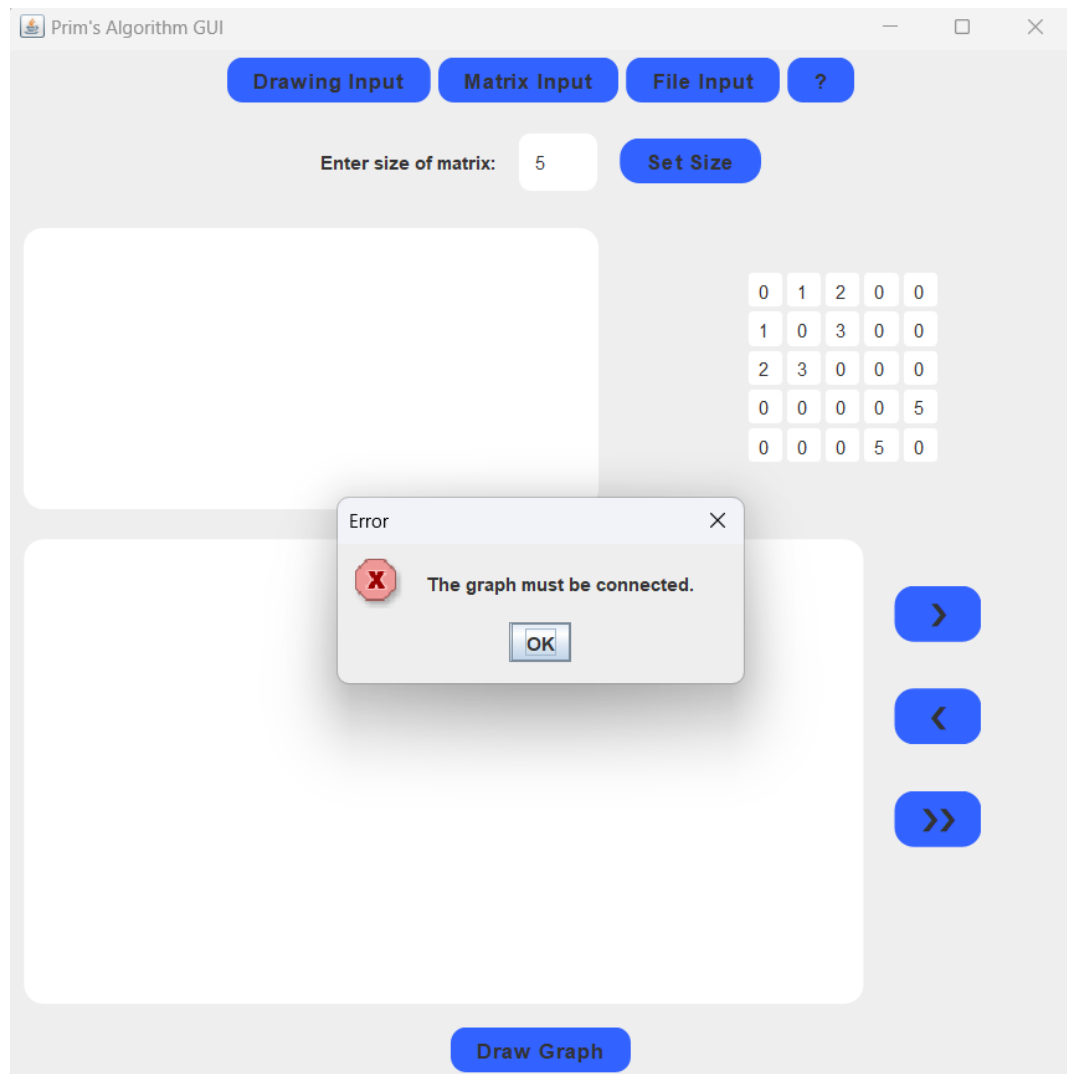 Prim's Algorithm GUI
Drawing Input Matrix Input File Input ?
Enter size of matrix: 5 Set Size
0 1 2 0 0
1 0 3 0 0
2 3 0 0 0
0 0 0 0 5
0 0 0 5 0
Error
X
The graph must be connected.
OK
Draw Graph